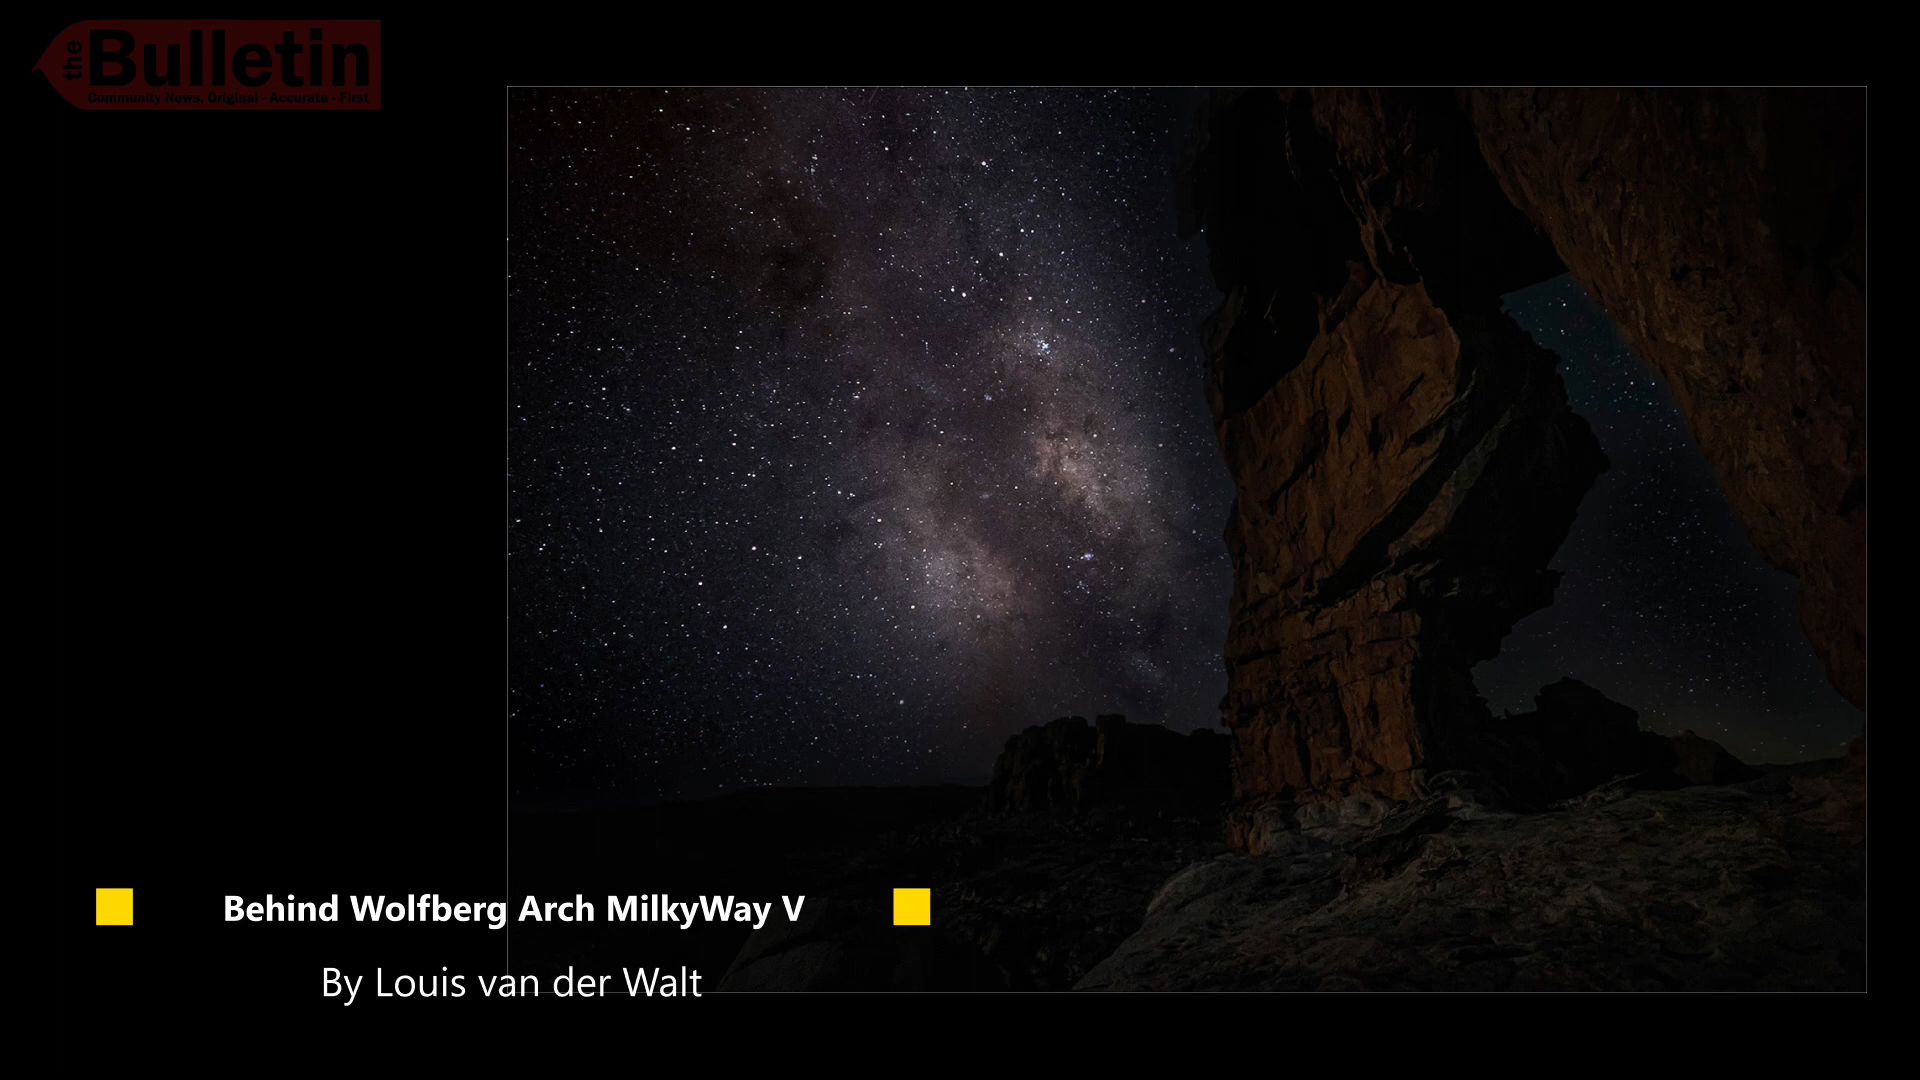 the
Bulletin
Community News. Original - Accurate - First
Behind Wolfberg Arch MilkyWay V
By Louis van der Walt